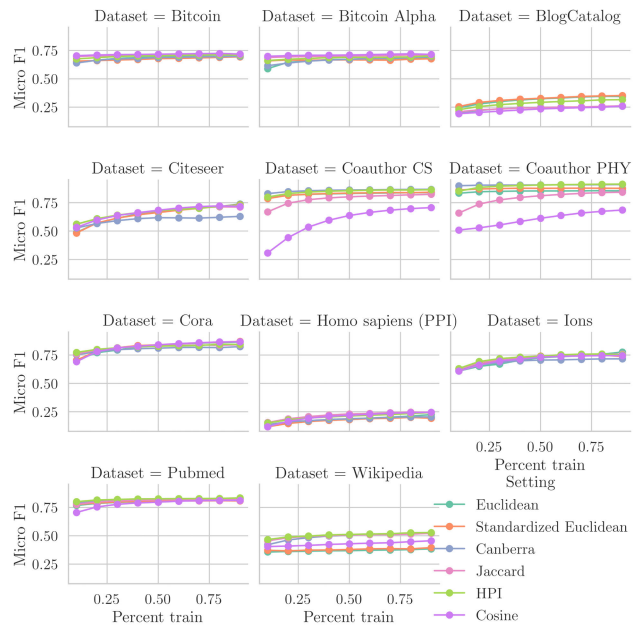 Dataset = Bitcoin
Dataset = Bitcoin Alpha
Dataset = BlogCatalog
Micro F1
0.75
0.50
0.25
Dataset = Citeseer
Dataset = Coauthor CS
Dataset = Coauthor PHY
Micro F1
0.75
0.50
0.25
Dataset = Cora
Dataset = Homo sapiens (PPI)
Dataset = Ions
Micro F1
0.75
0.50
0.25
0.25
0.50
0.75
Percent train
Dataset = Pubmed
Dataset = Wikipedia
Micro F1
0.75
0.50
0.25
0.25
0.50
0.75
Percent train
0.25
0.50
0.75
Percent train
Setting
Euclidean
Standardized Euclidean
Canberra
Jaccard
HPI
Cosine